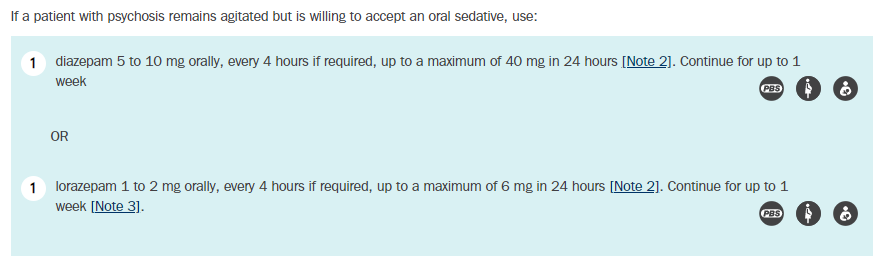 If a patient with psychosis remains agitated but is willing to accept an oral sedative, use:
1 diazepam 5 to 10 mg orally, every 4 hours if required, up to a maximum of 40 mg in 24 hours [Note 2]. Continue for up to 1
week
PBS
OR
1 lorazepam 1 to 2 mg orally, every 4 hours if required, up to a maximum of 6 mg in 24 hours [Note 2]. Continue for up to 1
week [Note 3].
PBS